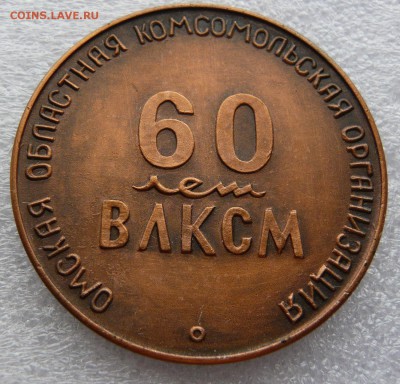 COINS.LAVE.RU
ОМСКАЯ ОБЛАСТНАЯ КОМСОМОЛЬСКАЯ ОРГАНИЗАЦИЯ
60
лет
ВЛКСМ